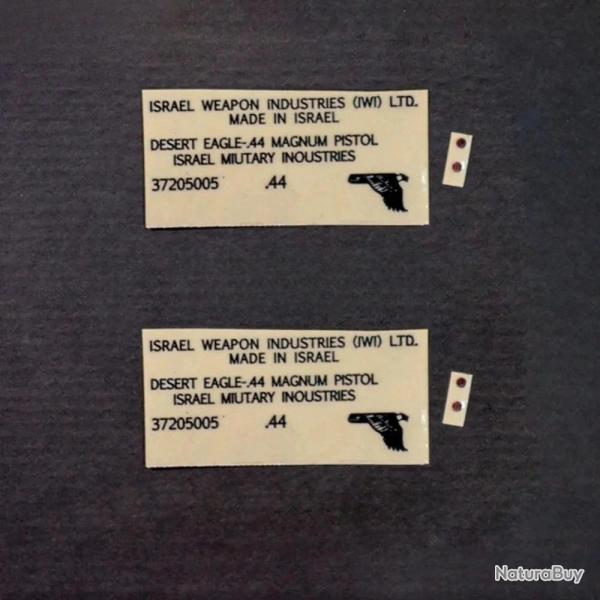 ISRAEL WEAPON INDUSTRIES (IWI) LTD.
MADE IN ISRAEL
DESERT EAGLE-.44 MAGNUM PISTOL
ISRAEL MIUTARY INOUSTRIES
37205005 .44
ISRAEL WEAPON INDUSTRIES (IWI) LTD.
MADE IN ISRAEL
DESERT EAGLE-.44 MAGNUM PISTOL
ISRAEL MIUTARY INOUSTRIES
37205005 .44
NaturaBuy